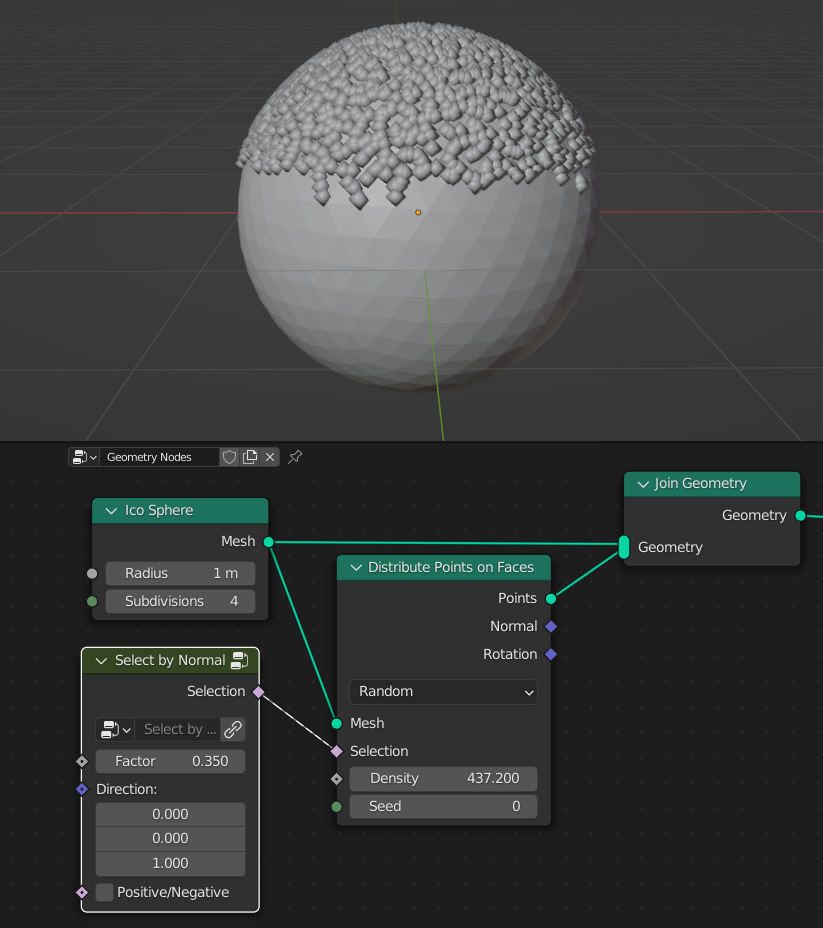 Geometry Nodes
Join Geometry
Geometry
Geometry
Ico Sphere
Mesh
Radius 1 m
Subdivisions 4
Distribute Points on Faces
Points
Normal
Rotation
Random
Mesh
Selection
Density 437.200
Seed 0
Select by Normal
Selection
Select by ...
Factor 0.350
Direction:
0.000
0.000
1.000
Positive/Negative